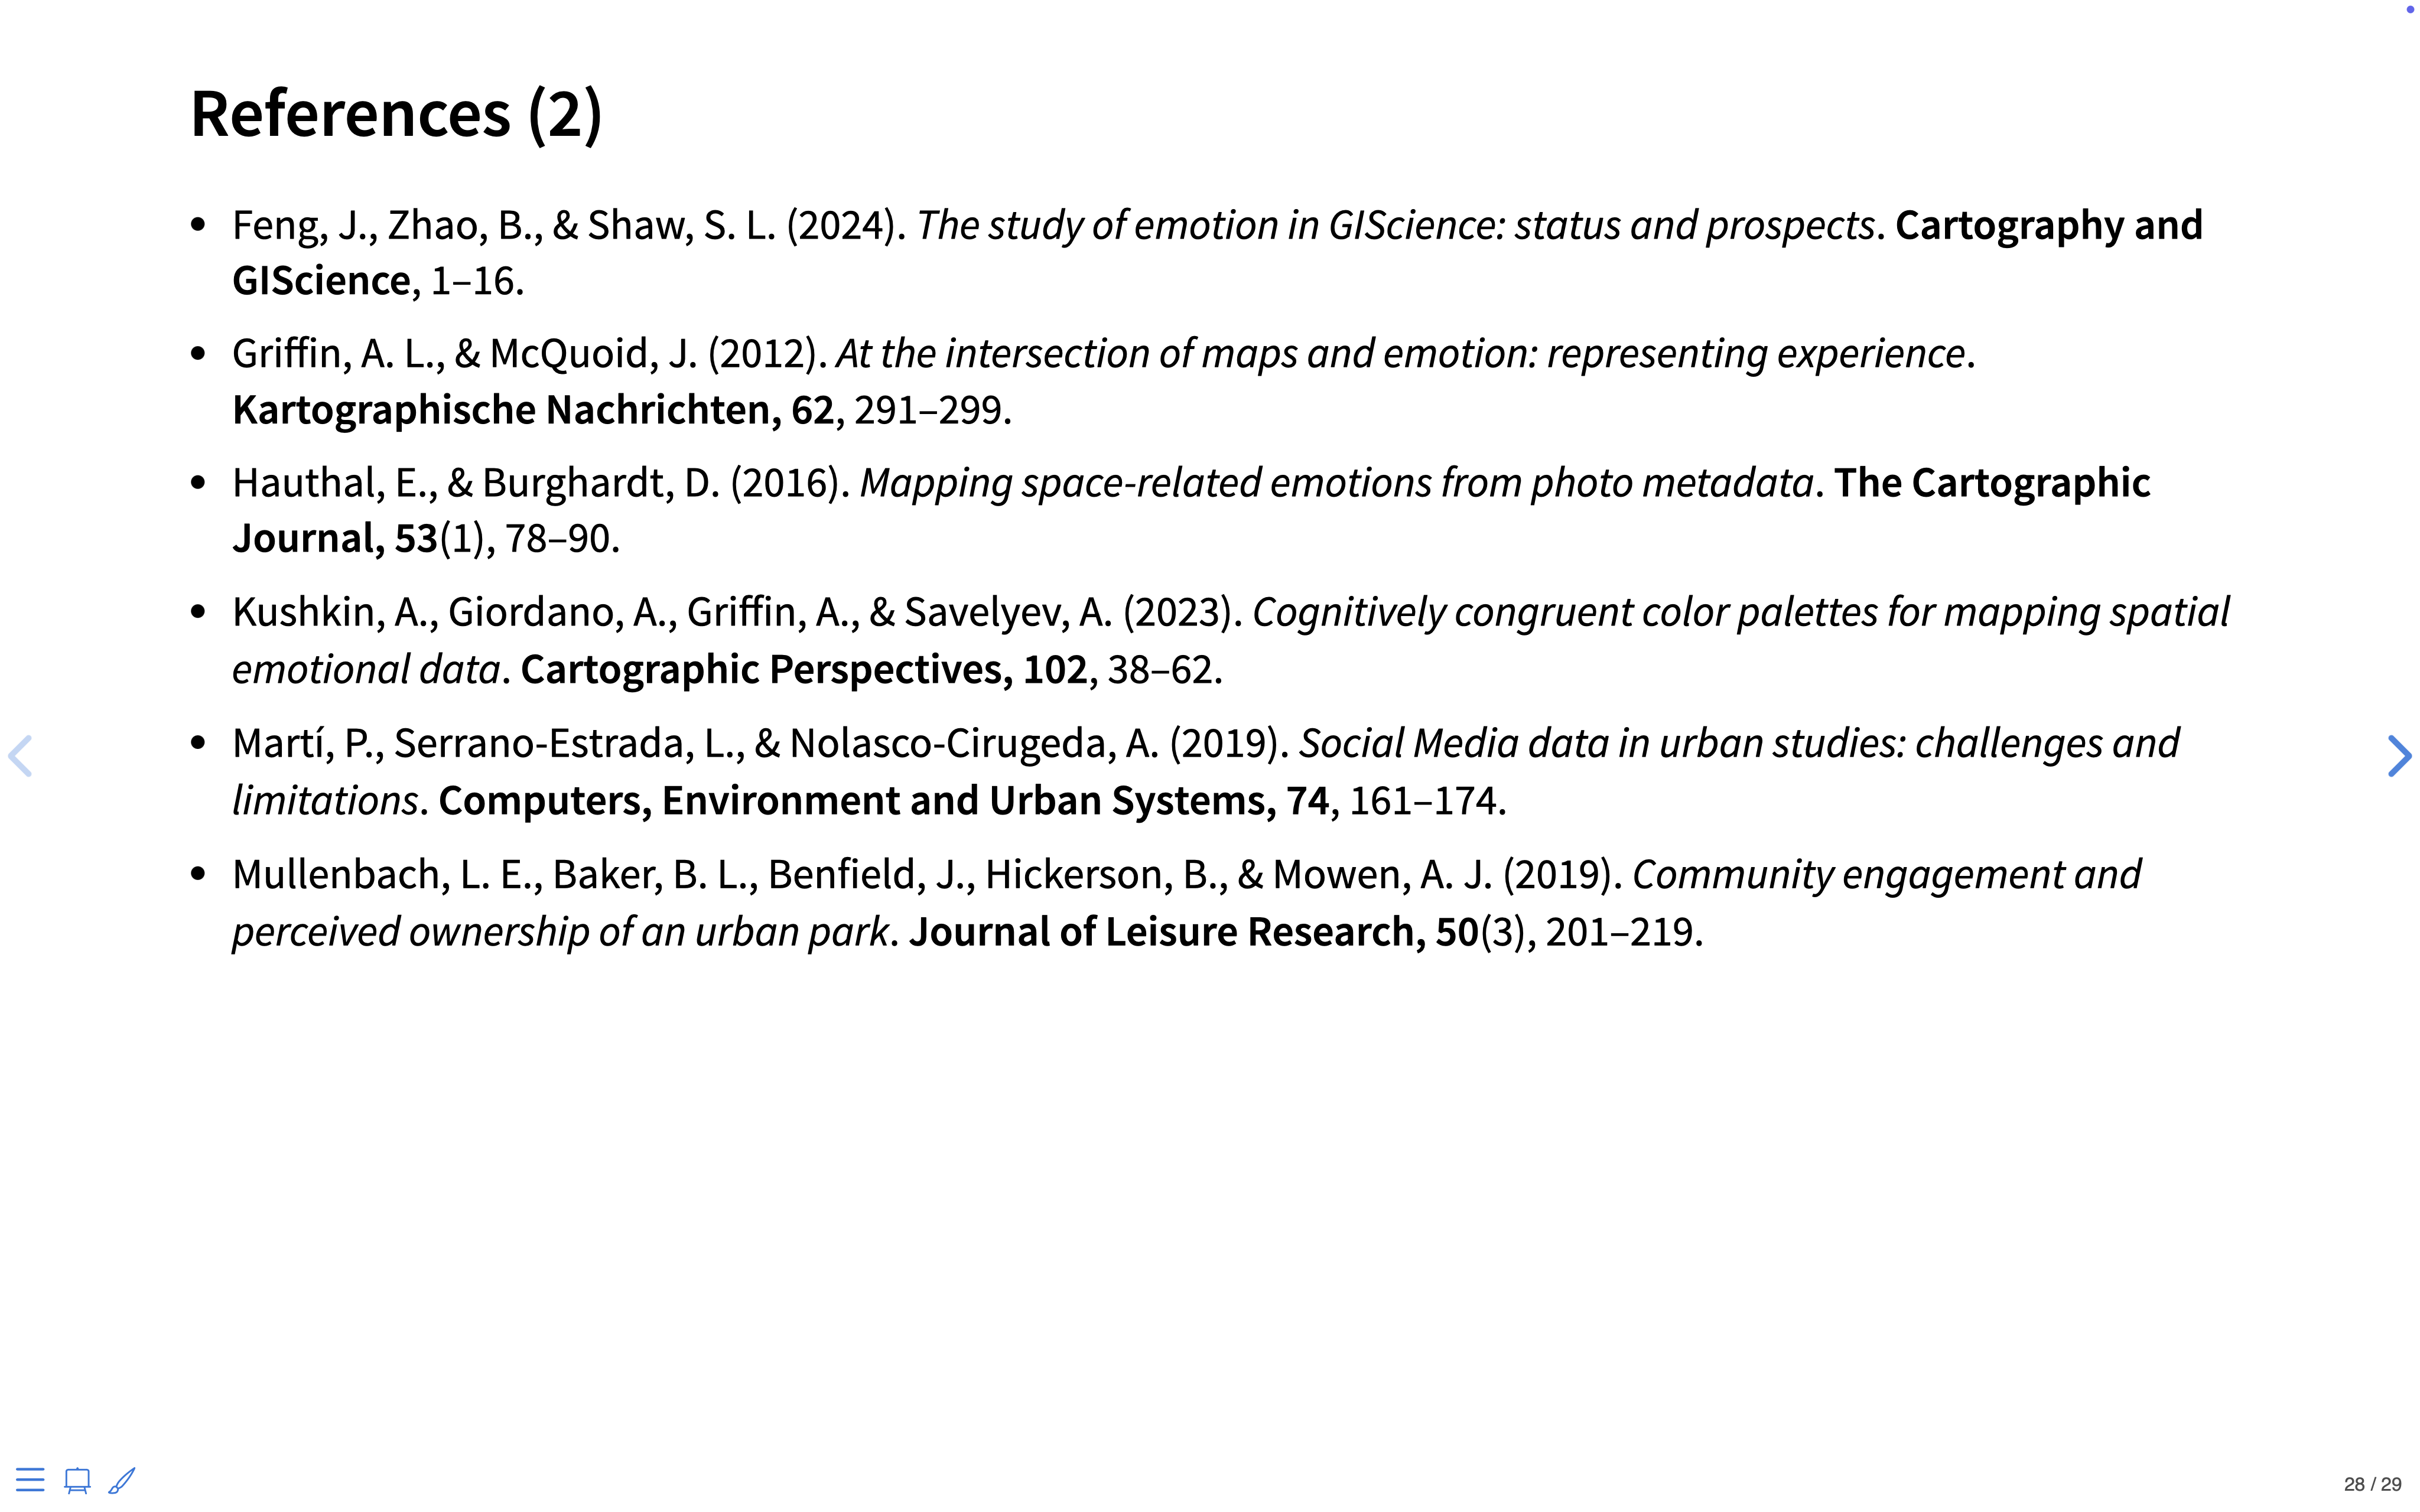 References (2)
• Feng, J., Zhao, B., & Shaw, S. L. (2024). The study of emotion in GIScience: status and prospects. Cartography and
GIScience, 1–16.
• Griffin, A. L., & McQuoid, J. (2012). At the intersection of maps and emotion: representing experience.
Kartographische Nachrichten, 62, 291–299.
• Hauthal, E., & Burghardt, D. (2016). Mapping space-related emotions from photo metadata. The Cartographic
Journal, 53(1), 78–90.
• Kushkin, A., Giordano, A., Griffin, A., & Savelyev, A. (2023). Cognitively congruent color palettes for mapping spatial
emotional data. Cartographic Perspectives, 102, 38–62.
• Martí, P., Serrano-Estrada, L., & Nolasco-Cirugeda, A. (2019). Social Media data in urban studies: challenges and
limitations. Computers, Environment and Urban Systems, 74, 161–174.
• Mullenbach, L. E., Baker, B. L., Benfield, J., Hickerson, B., & Mowen, A. J. (2019). Community engagement and
perceived ownership of an urban park. Journal of Leisure Research, 50(3), 201–219.
28 / 29